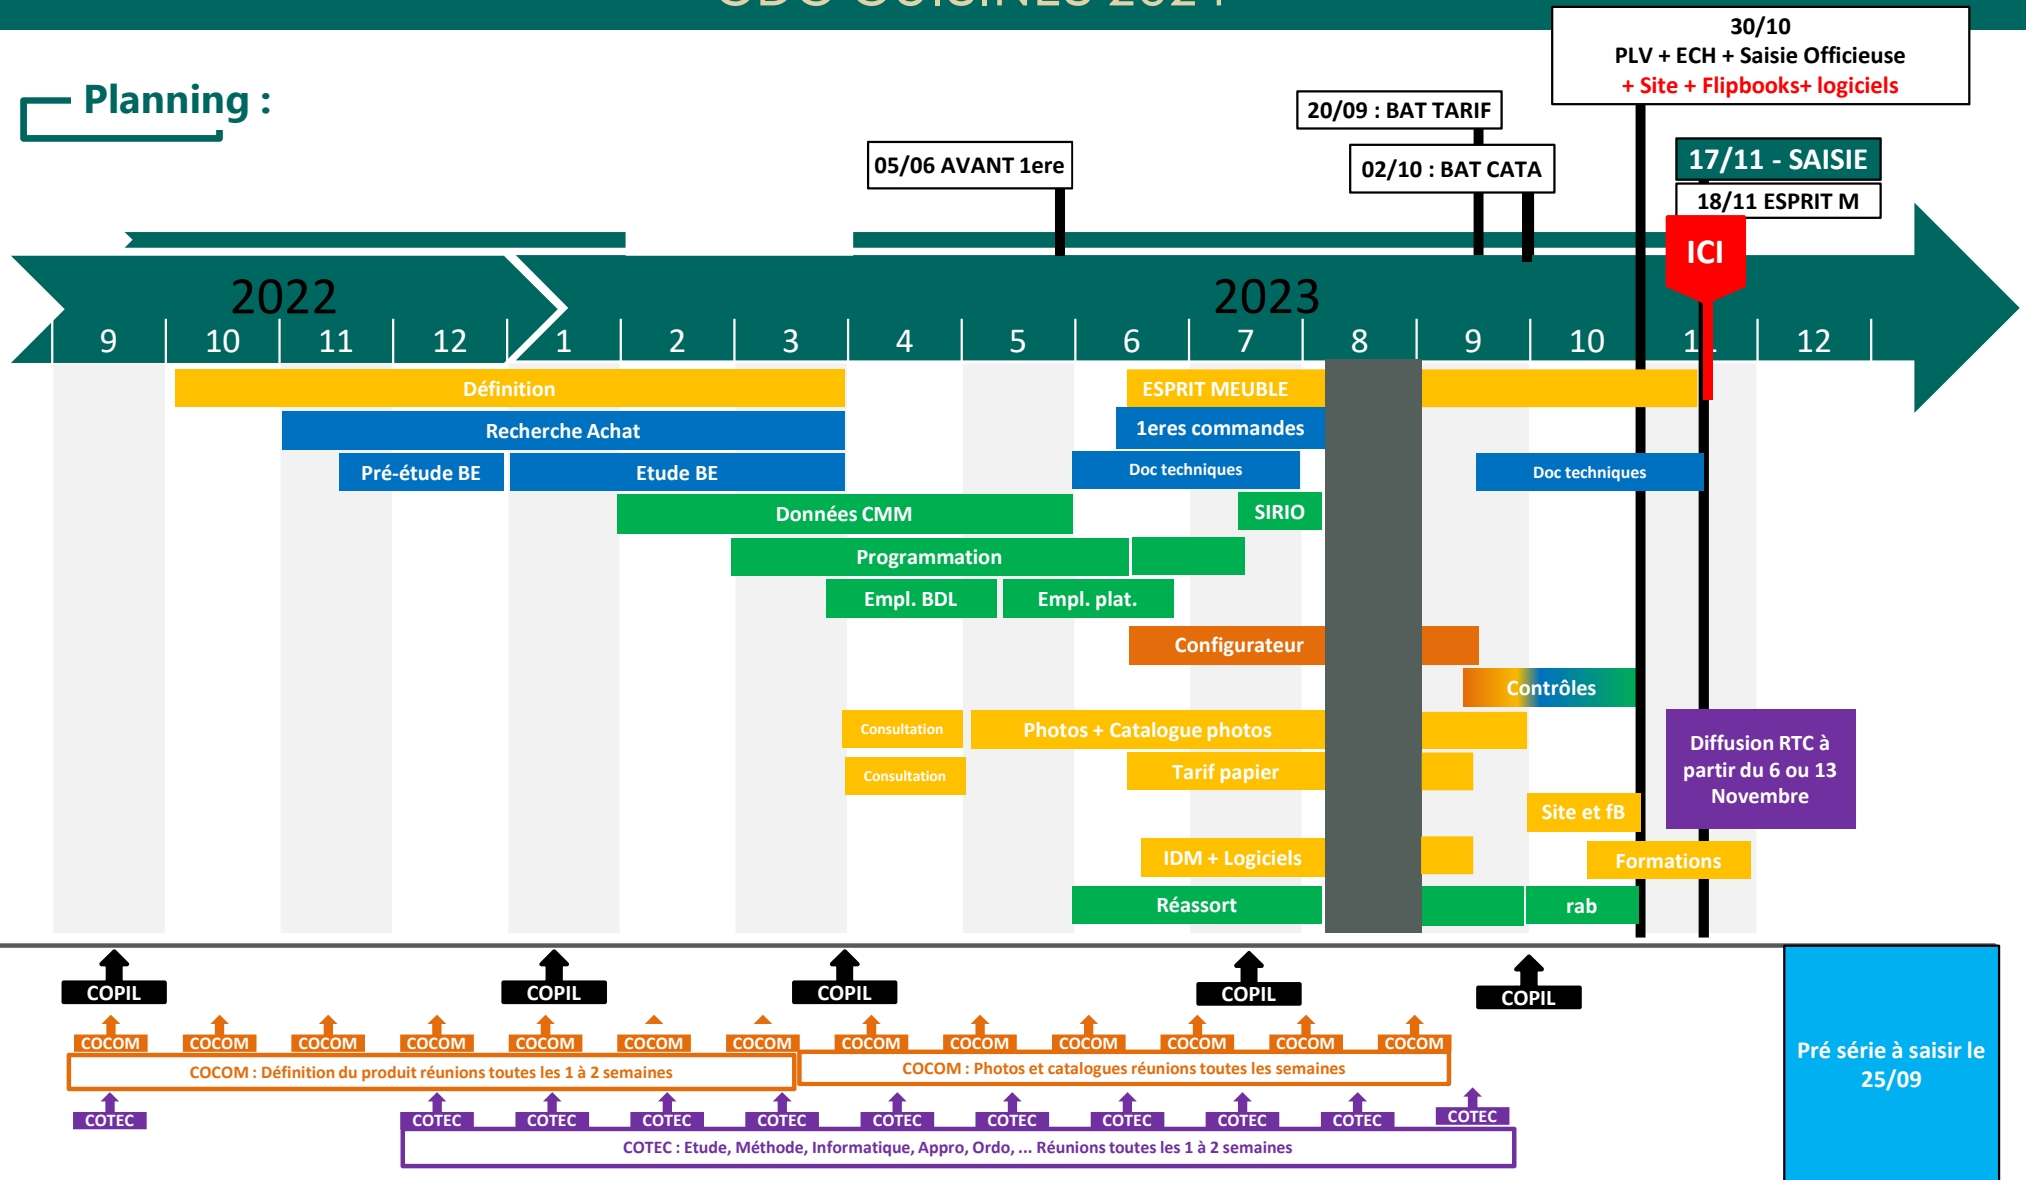 CUISINES 2024
Planning :
30/10
PLV + ECH + Saisie Officieuse
+ Site + Flipbooks+ logiciels
20/09 : BAT TARIF
05/06 AVANT 1ere
02/10 : BAT CATA
17/11 - SAISIE
18/11 ESPRIT M
ICI
2022
2023
9 10 11 12 1 2 3 4 5 6 7 8 9 10 11 12
Définition
ESPRIT MEUBLE
Recherche Achat
1eres commandes
Pré-étude BE
Etude BE
Doc techniques
Doc techniques
Données CMM
SIRIO
Programmation
Empl. BDL
Empl. plat.
Configurateur
Contrôles
Consultation
Photos + Catalogue photos
Consultation
Tarif papier
Diffusion RTC à
partir du 6 ou 13
Novembre
Site et fB
IDM + Logiciels
Formations
Réassort
rab
COPIL COPIL COPIL COPIL COPIL
COCOM COCOM COCOM COCOM COCOM COCOM COCOM COCOM COCOM COCOM COCOM COCOM COCOM
COCOM : Définition du produit réunions toutes les 1 à 2 semaines
COCOM : Photos et catalogues réunions toutes les semaines
COTEC COTEC COTEC COTEC COTEC COTEC COTEC COTEC COTEC COTEC COTEC
COTEC : Etude, Méthode, Informatique, Appro, Ordo, ... Réunions toutes les 1 à 2 semaines
Pré série à saisir le
25/09